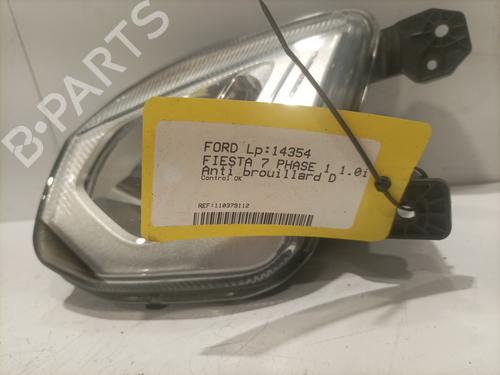 B-PARTS
FORD Lp:14354
FIESTA 7 PHASE 1 1.0i
Anti brouillard D
Control OK
REF:110379112